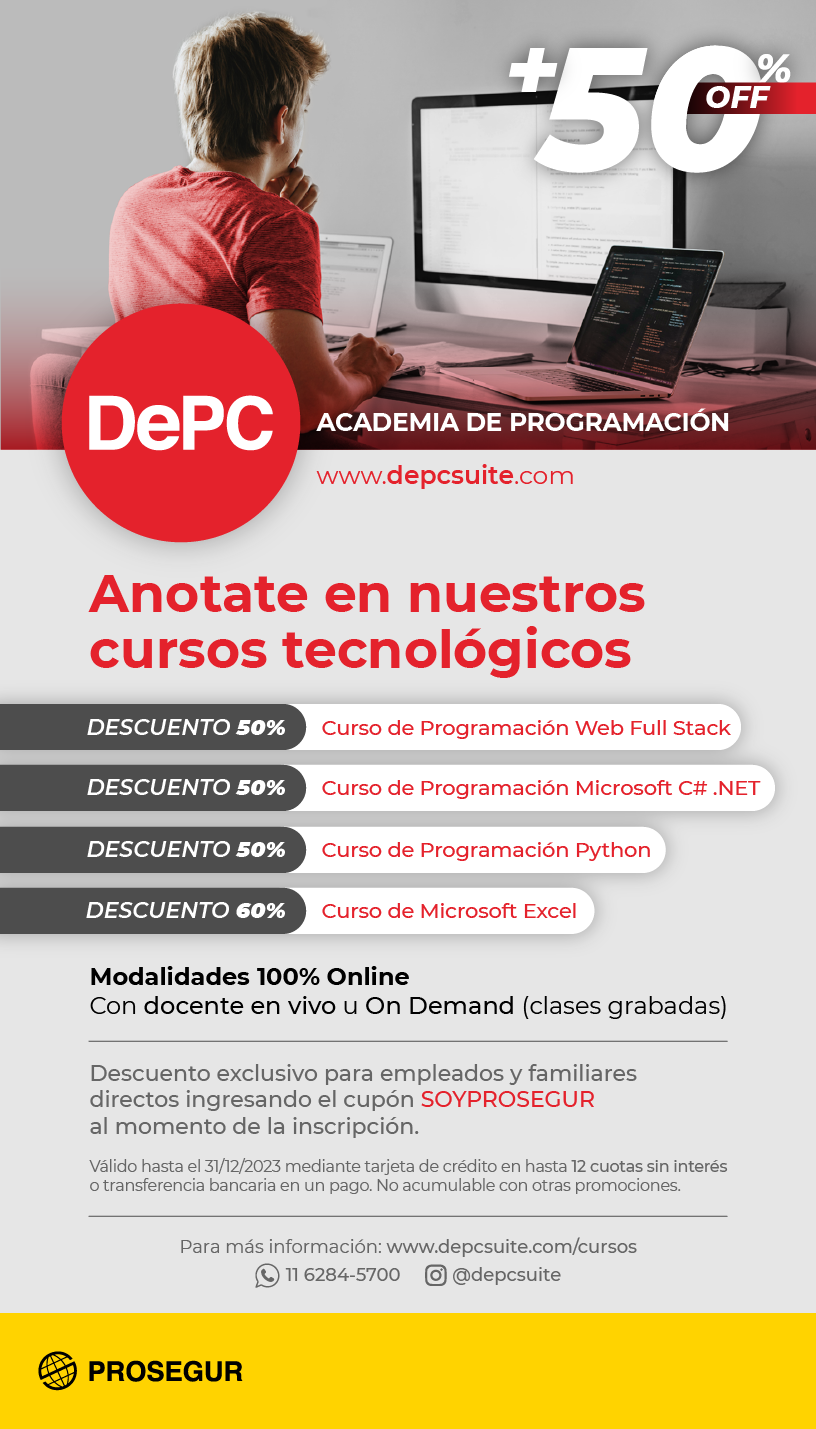 +50%
OFF
DePC
ACADEMIA DE PROGRAMACIÓN
www.depcsuite.com
Anotate en nuestros
cursos tecnológicos
DESCUENTO 50% Curso de Programación Web Full Stack
DESCUENTO 50% Curso de Programación Microsoft C# .NET
DESCUENTO 50% Curso de Programación Python
DESCUENTO 60% Curso de Microsoft Excel
Modalidades 100% Online
Con docente en vivo u On Demand (clases grabadas)
Descuento exclusivo para empleados y familiares
directos ingresando el cupón SOYPROSEGUR
al momento de la inscripción.
Válido hasta el 31/12/2023 mediante tarjeta de crédito en hasta 12 cuotas sin interés
o transferencia bancaria en un pago. No acumulable con otras promociones.
Para más información: www.depcsuite.com/cursos
11 6284-5700 @depcsuite
PROSEGUR